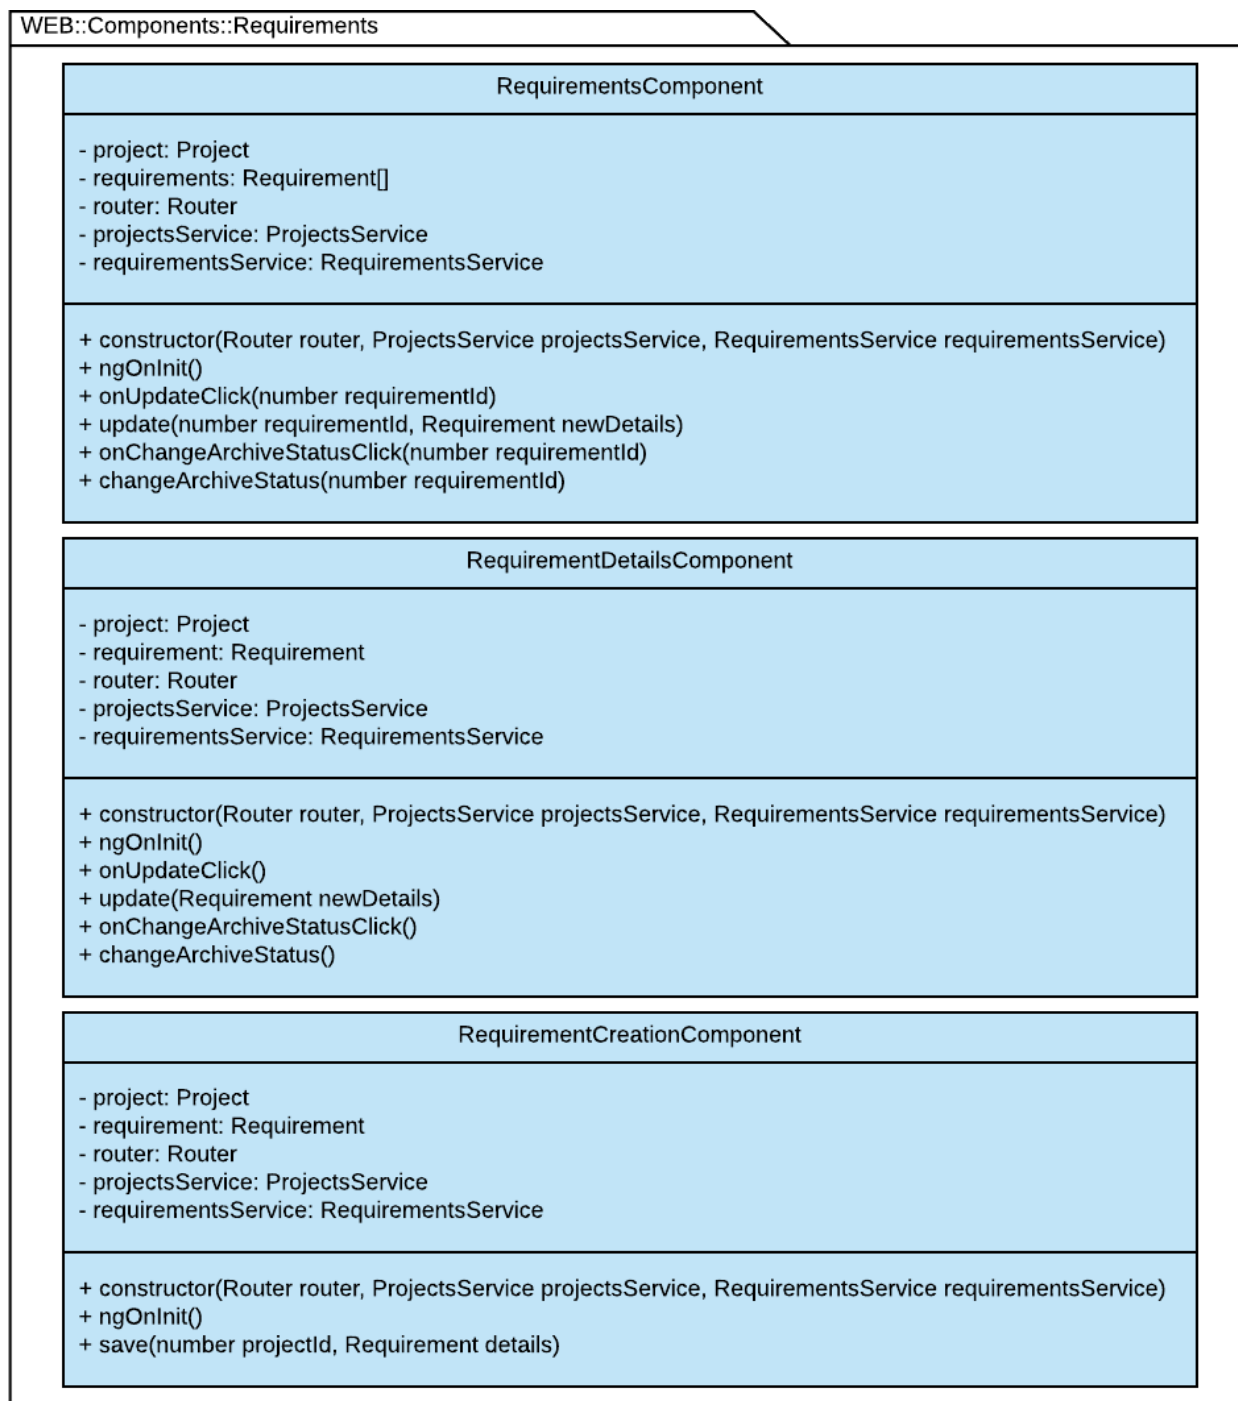 WEB::Components::Requirements
RequirementsComponent
- project: Project
- requirements: Requirement[]
- router: Router
- projectsService: ProjectsService
- requirementsService: RequirementsService
+ constructor(Router router, ProjectsService projectsService, RequirementsService requirementsService)
+ ngOnInit()
+ onUpdateClick(number requirementId)
+ update(number requirementId, Requirement newDetails)
+ onChangeArchiveStatusClick(number requirementId)
+ changeArchiveStatus(number requirementId)
RequirementDetailsComponent
- project: Project
- requirement: Requirement
- router: Router
- projectsService: ProjectsService
- requirementsService: RequirementsService
+ constructor(Router router, ProjectsService projectsService, RequirementsService requirementsService)
+ ngOnInit()
+ onUpdateClick()
+ update(Requirement newDetails)
+ onChangeArchiveStatusClick()
+ changeArchiveStatus()
RequirementCreationComponent
- project: Project
- requirement: Requirement
- router: Router
- projectsService: ProjectsService
- requirementsService: RequirementsService
+ constructor(Router router, ProjectsService projectsService, RequirementsService requirementsService)
+ ngOnInit()
+ save(number projectId, Requirement details)